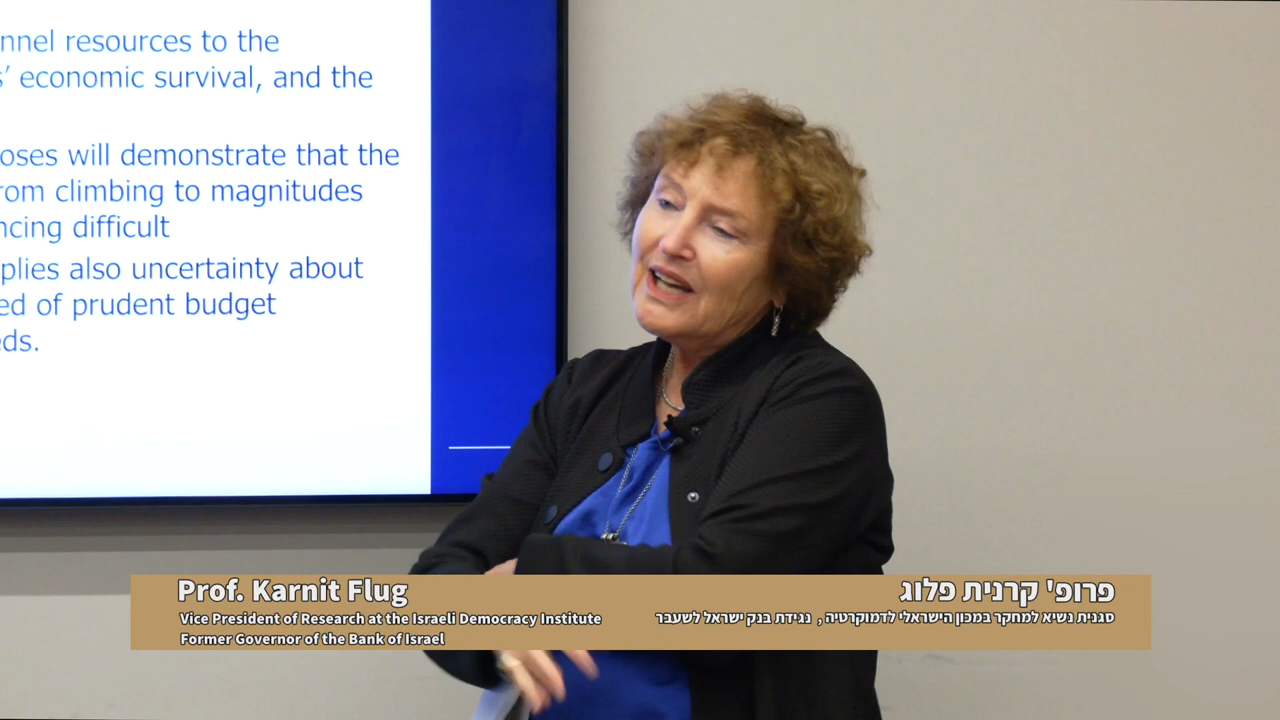 nnel resources to the
s' economic survival, and the
oses will demonstrate that the
rom climbing to magnitudes
ncing difficult
plies also uncertainty about
ed of prudent budget
eds.
Prof. Karnit Flug
Vice President of Research at the Israeli Democracy Institute
Former Governor of the Bank of Israel
פרופ' קרנית פלוג
סגנית נשיא למחקר במכון הישראלי לדמוקרטיה , נגידת בנק ישראל לשעבר